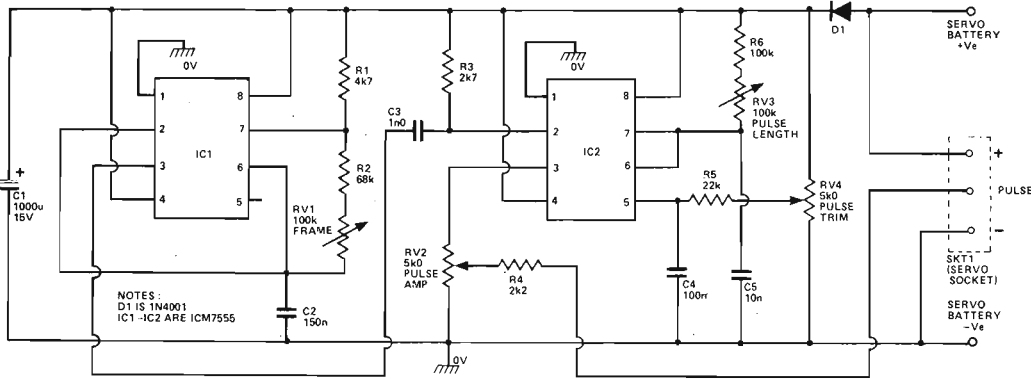 D1
SERVO
BATTERY
+Ve
0V
1
2
3
4
8
7
6
5
IC1
R1
4k7
R2
68k
RV1
100k
FRAME
C1
1000u
15V
+
C2
150n
NOTES :
D1 IS 1N4001
IC1 -IC2 ARE ICM7555
C3
1n0
R3
2k7
0V
1
2
3
4
8
7
6
5
IC2
R6
100k
RV3
100k
PULSE
LENGTH
R5
22k
RV4
5k0
PULSE
TRIM
RV2
5k0
PULSE
AMP
R4
2k2
C4
C5
10n
0V
+
PULSE
−
SKT1
(SERVO
SOCKET)
SERVO
BATTERY
−Ve